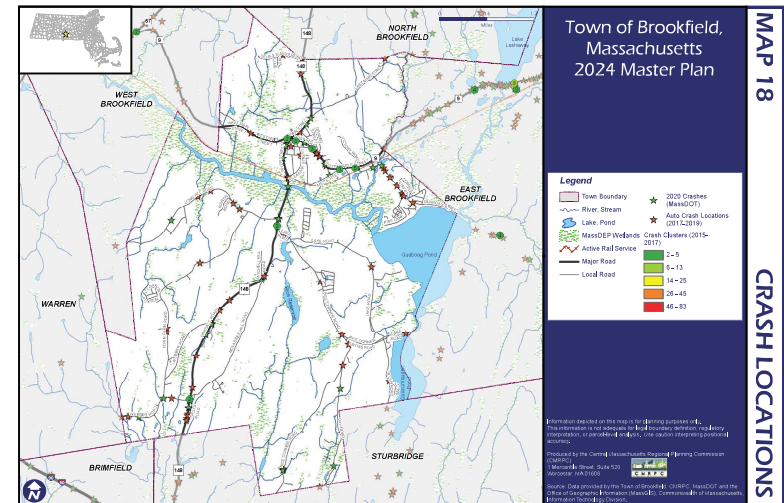 Town of Brookfield,
Massachusetts
2024 Master Plan
MAP 18
CRASH LOCATIONS
67
9
148
NORTH
BROOKFIELD
Miles
Lake
Lashaway
148
9
WEST
BROOKFIELD
9
EAST
BROOKFIELD
Quaboag Pond
WARREN
148
STURBRIDGE
BRIMFIELD
148
Legend
Town Boundary
River, Stream
Lake, Pond
MassDEP Wetlands
Active Rail Service
Major Road
Local Road
2020 Crashes
(MassDOT)
Auto Crash Locations
(2017-2019)
Crash Clusters (2015-
2017)
2 - 5
6 - 13
14 - 25
26 - 45
46 - 83
Information depicted on this map is for planning purposes only.
This information is not adequate for legal boundary definition, regulatory
interpretation, or parcel-level analysis. Use caution interpreting positional
accuracy.
Produced by the Central Massachusetts Regional Planning Commission
(CMRPC)
1 Mercantile Street, Suite 520
Worcester, MA 01608
CMRPC
Source: Data provided by the Town of Brookfield, CMRPC, MassDOT and the
Office of Geographic Information (MassGIS), Commonwealth of Massachusetts,
Information Technology Division.